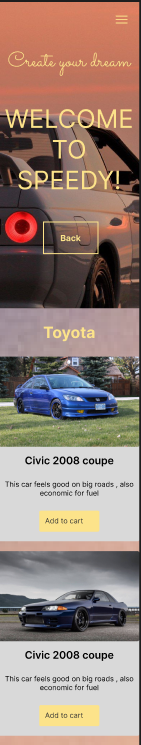 Create your dream
WELCOME
TO
SPEEDY!
Back
Toyota
Civic 2008 coupe
This car feels good on big roads , also
economic for fuel
Add to cart
Civic 2008 coupe
This car feels good on big roads , also
economic for fuel
Add to cart